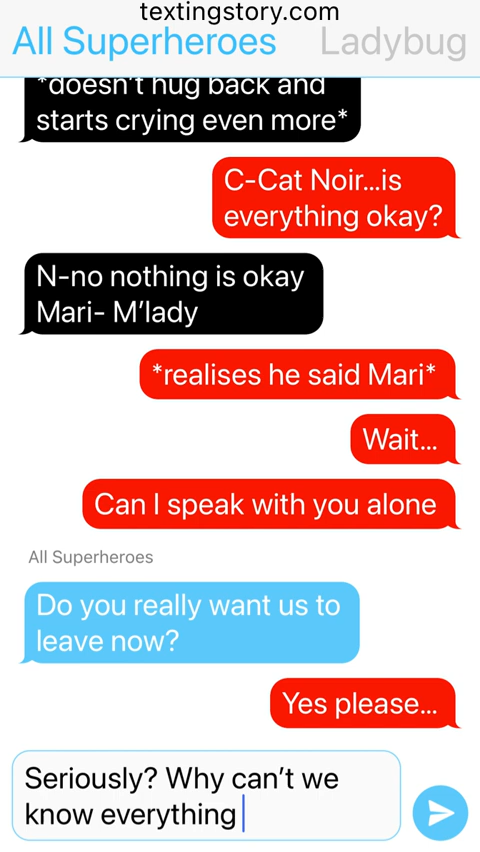 textingstory.com
All Superheroes Ladybug
*doesn't hug back and
starts crying even more*
C-Cat Noir...is
everything okay?
N-no nothing is okay
Mari- M'lady
*realises he said Mari*
Wait...
Can I speak with you alone
All Superheroes
Do you really want us to
leave now?
Yes please...
Seriously? Why can't we
know everything